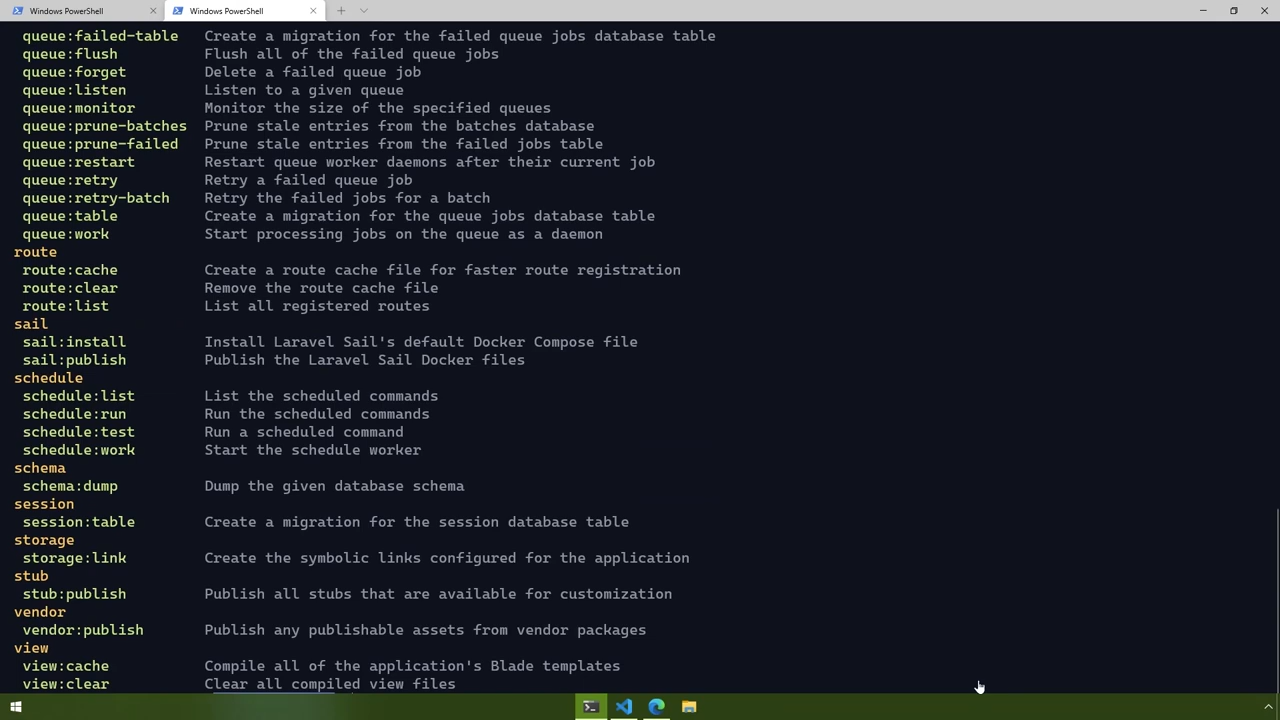 Windows PowerShell
Windows PowerShell
queue:failed-table Create a migration for the failed queue jobs database table
queue:flush Flush all of the failed queue jobs
queue:forget Delete a failed queue job
queue:listen Listen to a given queue
queue:monitor Monitor the size of the specified queues
queue:prune-batches Prune stale entries from the batches database
queue:prune-failed Prune stale entries from the failed jobs table
queue:restart Restart queue worker daemons after their current job
queue:retry Retry a failed queue job
queue:retry-batch Retry the failed jobs for a batch
queue:table Create a migration for the queue jobs database table
queue:work Start processing jobs on the queue as a daemon
route
route:cache Create a route cache file for faster route registration
route:clear Remove the route cache file
route:list List all registered routes
sail
sail:install Install Laravel Sail's default Docker Compose file
sail:publish Publish the Laravel Sail Docker files
schedule
schedule:list List the scheduled commands
schedule:run Run the scheduled commands
schedule:test Run a scheduled command
schedule:work Start the schedule worker
schema
schema:dump Dump the given database schema
session
session:table Create a migration for the session database table
storage
storage:link Create the symbolic links configured for the application
stub
stub:publish Publish all stubs that are available for customization
vendor
vendor:publish Publish any publishable assets from vendor packages
view
view:cache Compile all of the application's Blade templates
view:clear Clear all compiled view files